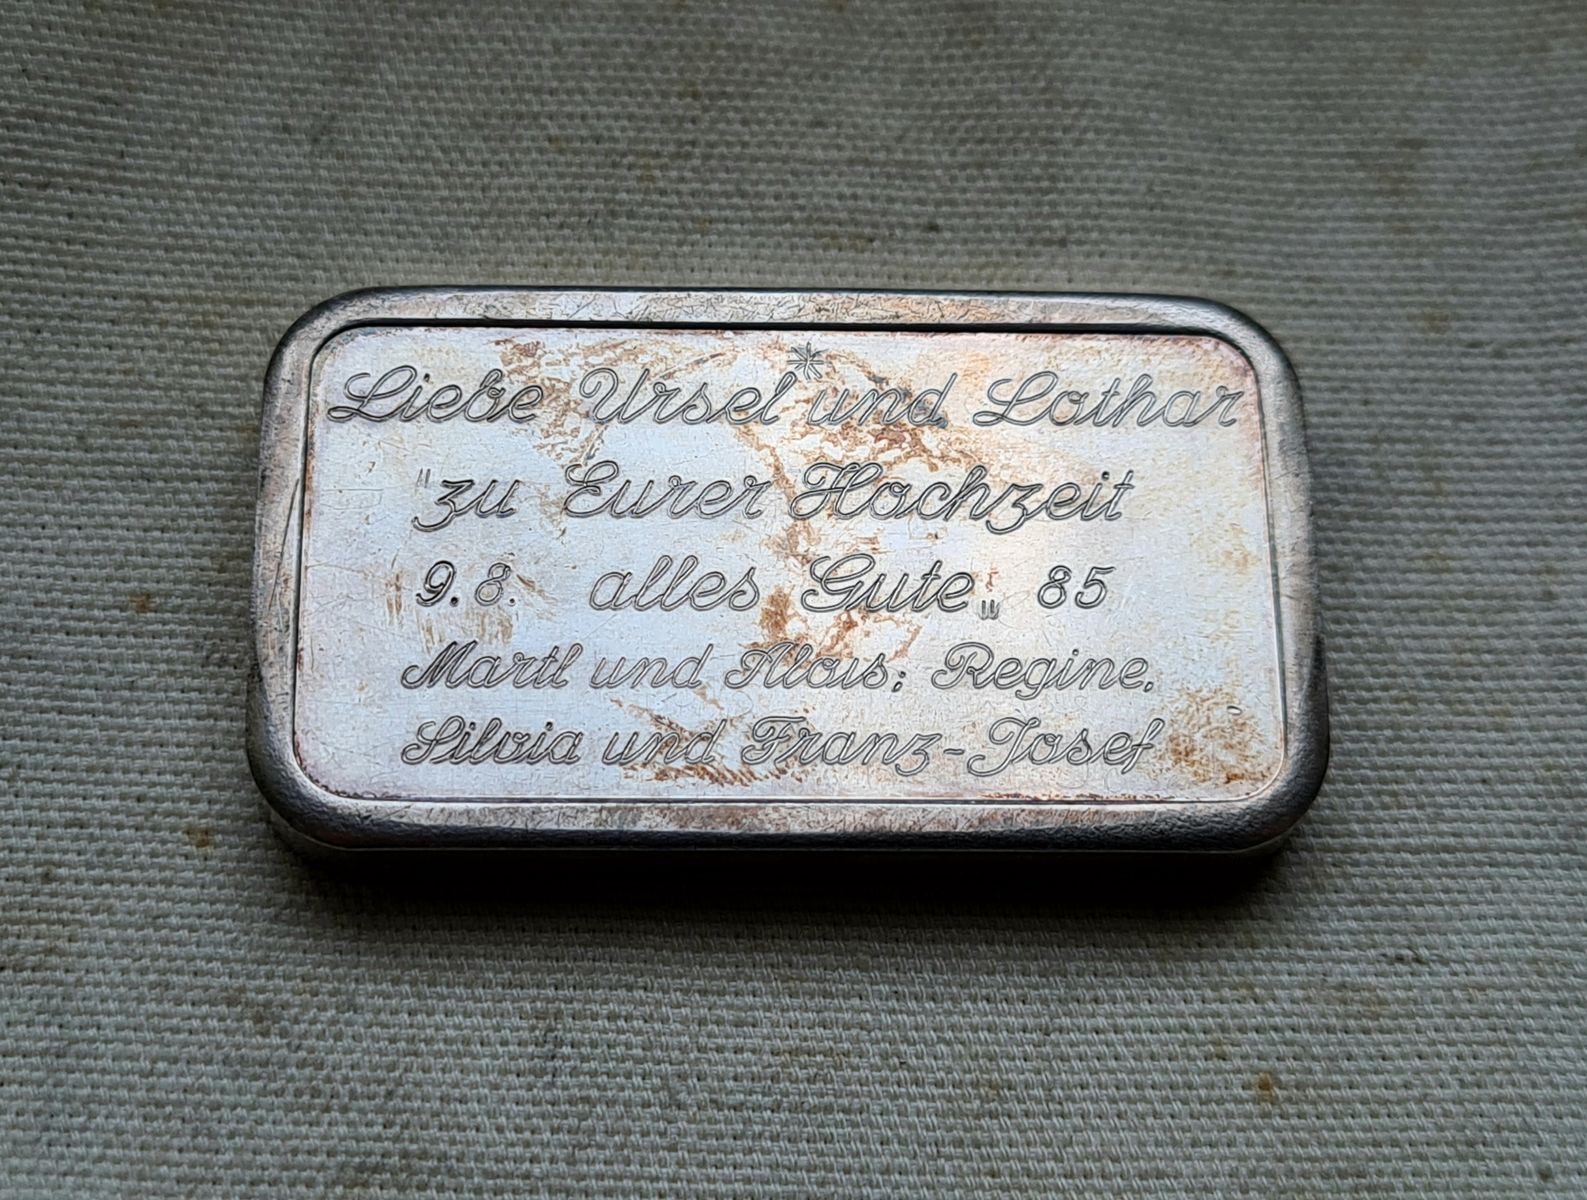 Liebe Ursel und Lothar
"zu Eurer Hochzeit
9.8. alles Gute„ 85
Martl und Alois; Regine,
Silvia und Franz-Josef